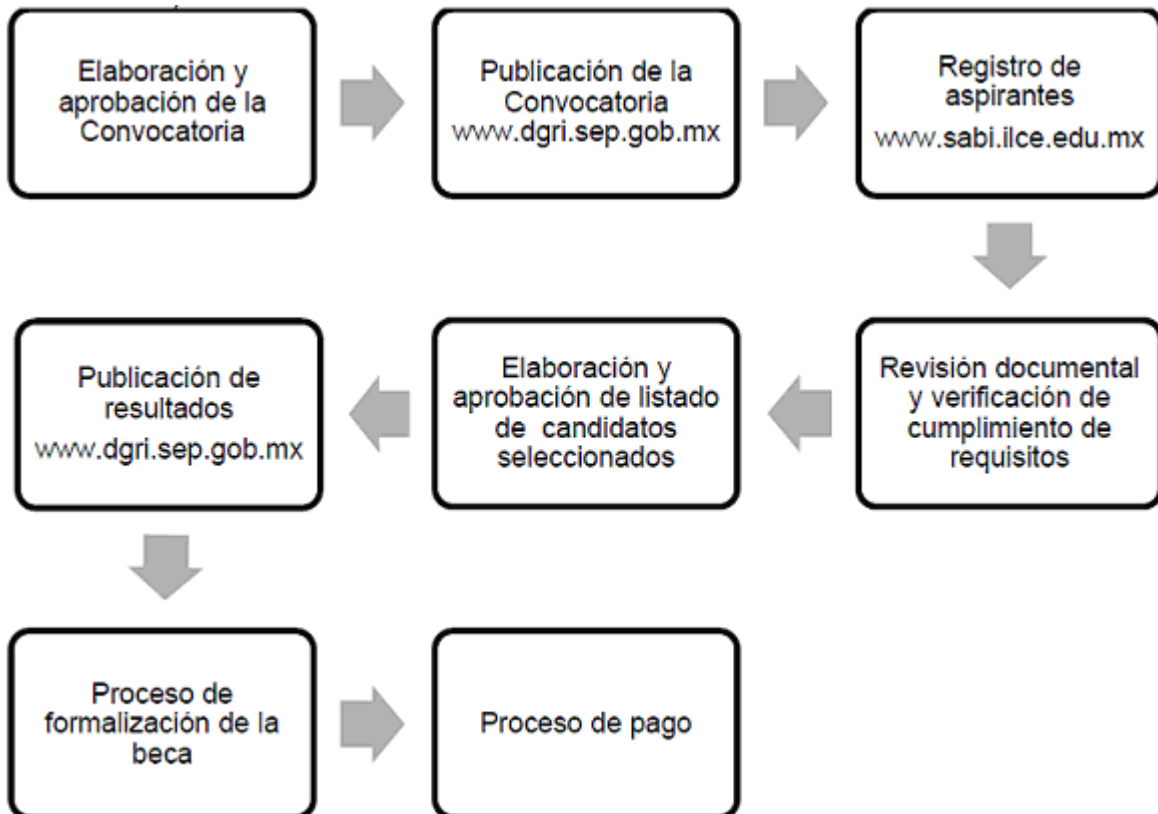 Elaboración y
aprobación de la
Convocatoria
Publicación de la
Convocatoria
www.dgri.sep.gob.mx
Registro de
aspirantes
www.sabi.ilce.edu.mx
Revisión documental
y verificación de
cumplimiento de
requisitos
Elaboración y
aprobación de listado
de candidatos
seleccionados
Publicación de
resultados
www.dgri.sep.gob.mx
Proceso de
formalización de la
beca
Proceso de pago